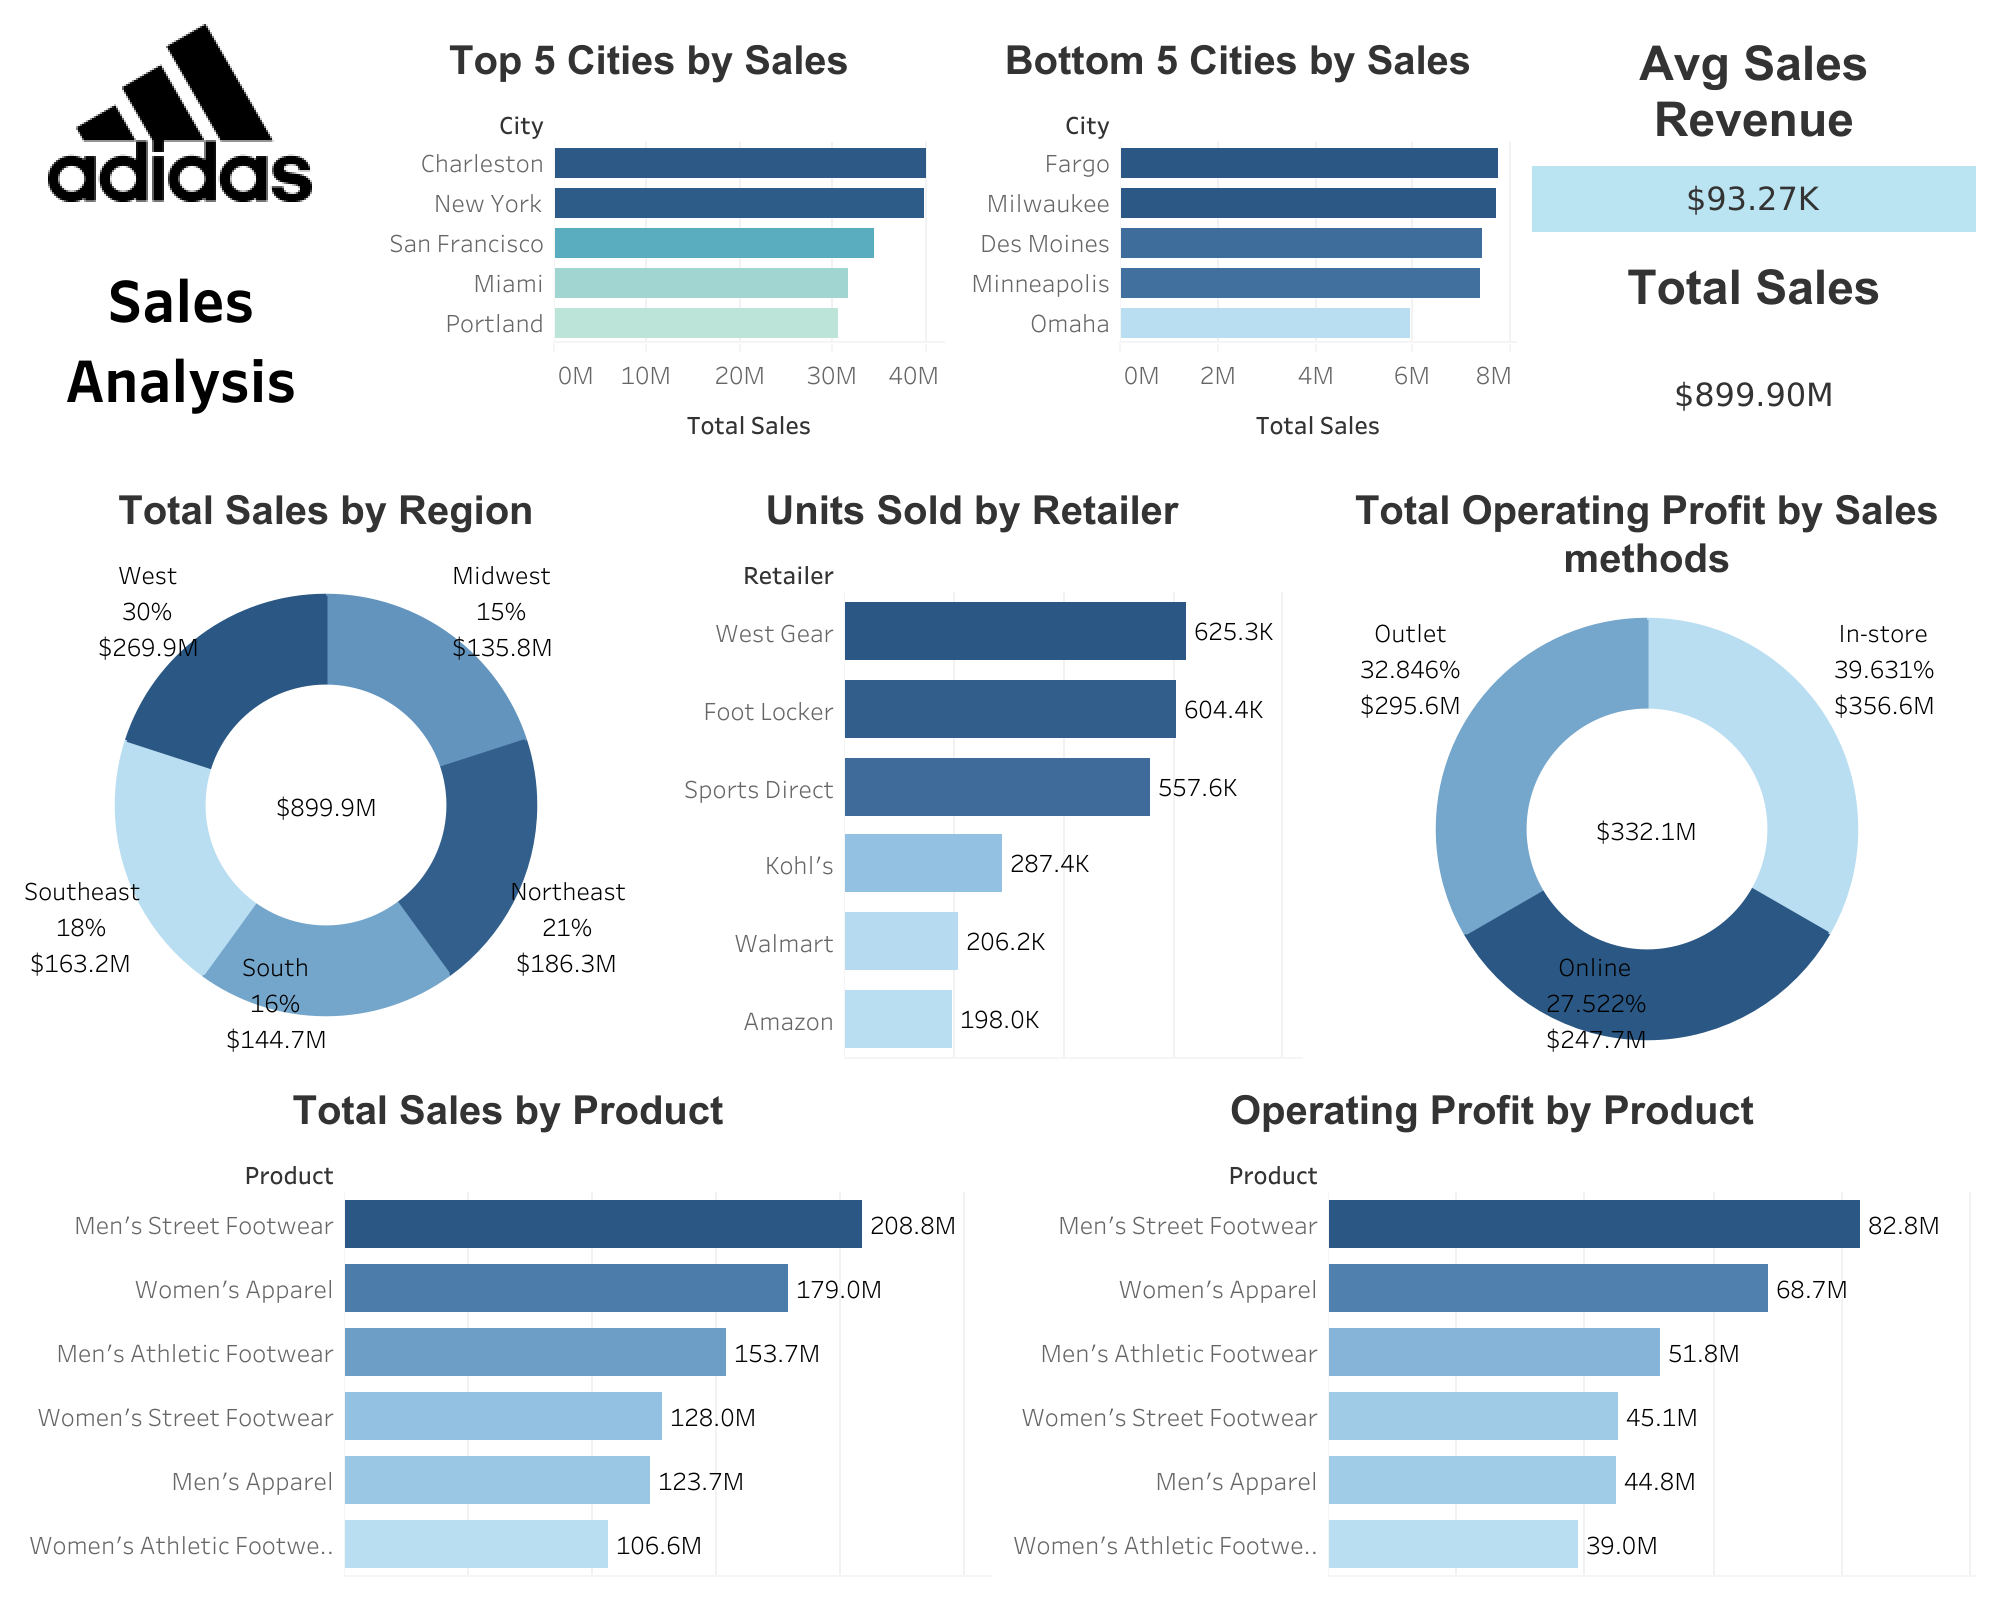 adidas
Sales
Analysis
Top 5 Cities by Sales
City
Charleston
New York
San Francisco
Miami
Portland
0M 10M 20M 30M 40M
Total Sales
Bottom 5 Cities by Sales
City
Fargo
Milwaukee
Des Moines
Minneapolis
Omaha
0M 2M 4M 6M 8M
Total Sales
Avg Sales
Revenue
$93.27K
Total Sales
$899.90M
Total Sales by Region
West
30%
$269.9M
Midwest
15%
$135.8M
$899.9M
Southeast
18%
$163.2M
Northeast
21%
$186.3M
South
16%
$144.7M
Units Sold by Retailer
Retailer
West Gear 625.3K
Foot Locker 604.4K
Sports Direct 557.6K
Kohl's 287.4K
Walmart 206.2K
Amazon 198.0K
Total Operating Profit by Sales
methods
Outlet
32.846%
$295.6M
In-store
39.631%
$356.6M
$332.1M
Online
27.522%
$247.7M
Total Sales by Product
Product
Men's Street Footwear 208.8M
Women's Apparel 179.0M
Men's Athletic Footwear 153.7M
Women's Street Footwear 128.0M
Men's Apparel 123.7M
Women's Athletic Footwe.. 106.6M
Operating Profit by Product
Product
Men's Street Footwear 82.8M
Women's Apparel 68.7M
Men's Athletic Footwear 51.8M
Women's Street Footwear 45.1M
Men's Apparel 44.8M
Women's Athletic Footwe.. 39.0M